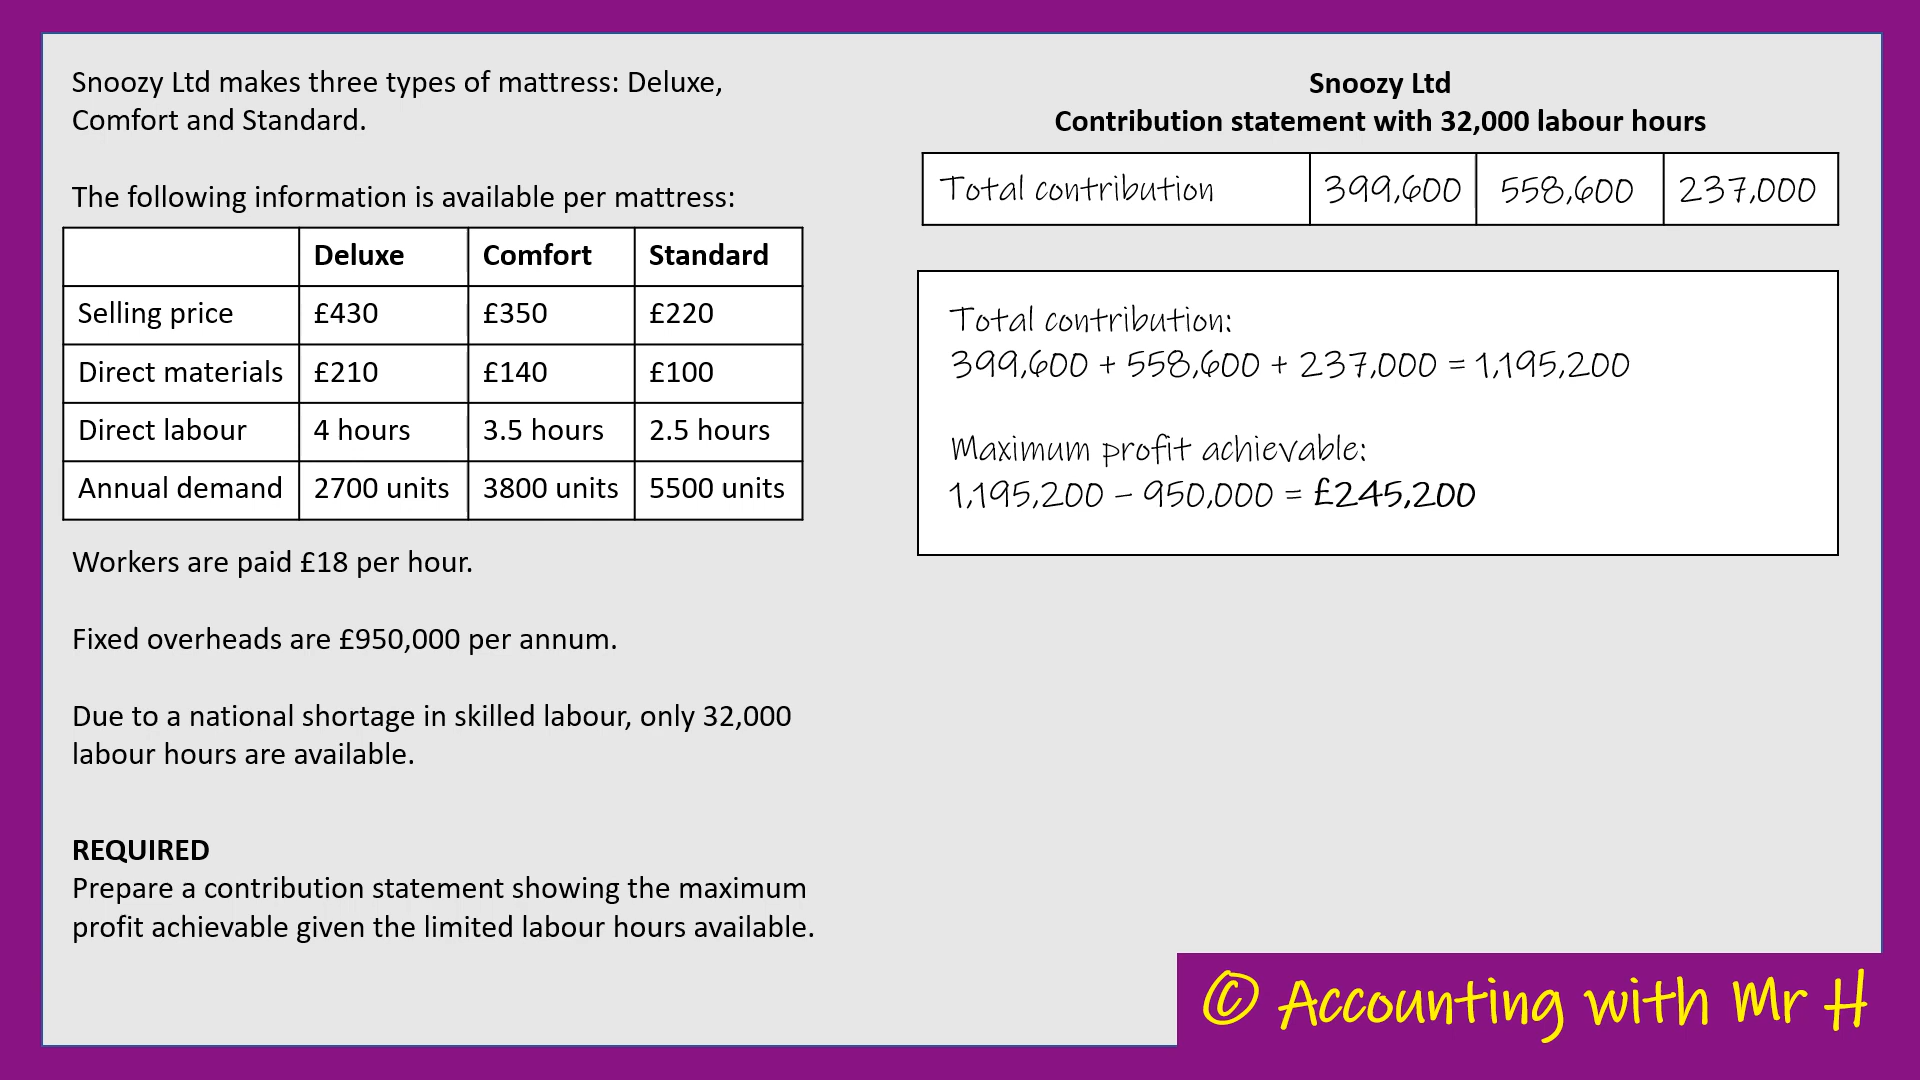 Snoozy Ltd makes three types of mattress: Deluxe,
Comfort and Standard.
The following information is available per mattress:
Deluxe Comfort Standard
Selling price £430 £350 £220
Direct materials £210 £140 £100
Direct labour 4 hours 3.5 hours 2.5 hours
Annual demand 2700 units 3800 units 5500 units
Workers are paid £18 per hour.
Fixed overheads are £950,000 per annum.
Due to a national shortage in skilled labour, only 32,000
labour hours are available.
REQUIRED
Prepare a contribution statement showing the maximum
profit achievable given the limited labour hours available.
Snoozy Ltd
Contribution statement with 32,000 labour hours
Total contribution 399,600 558,600 237,000
Total contribution:
399,600 + 558,600 + 237,000 = 1,195,200
Maximum profit achievable:
1,195,200 – 950,000 = £245,200
© Accounting with Mr H